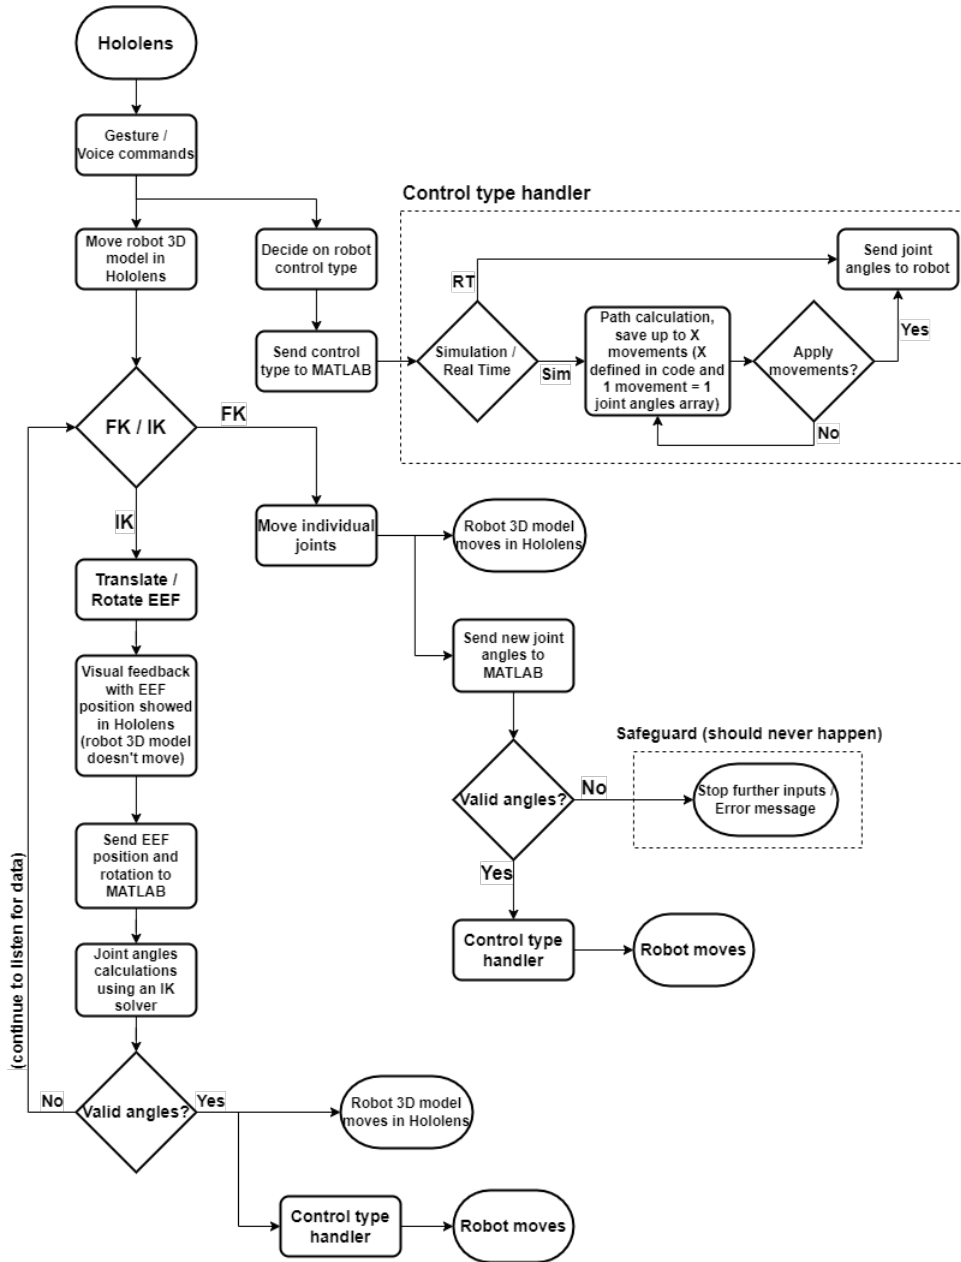 Hololens
Gesture /
Voice commands
Control type handler
Move robot 3D
model in
Hololens
Decide on robot
control type
Send joint
angles to robot
RT
Send control
type to MATLAB
Simulation /
Real Time
Sim
Path calculation,
save up to X
movements (X
defined in code and
1 movement = 1
joint angles array)
Apply
movements?
Yes
No
FK / IK
FK
IK
Move individual
joints
Robot 3D model
moves in Hololens
Translate /
Rotate EEF
Send new joint
angles to
MATLAB
Visual feedback
with EEF
position showed
in Hololens
(robot 3D model
doesn't move)
Safeguard (should never happen)
Valid angles?
No
Stop further inputs /
Error message
Yes
Send EEF
position and
rotation to
MATLAB
Control type
handler
Robot moves
Joint angles
calculations
using an IK
solver
(continue to listen for data)
No
Valid angles?
Yes
Robot 3D model
moves in Hololens
Control type
handler
Robot moves